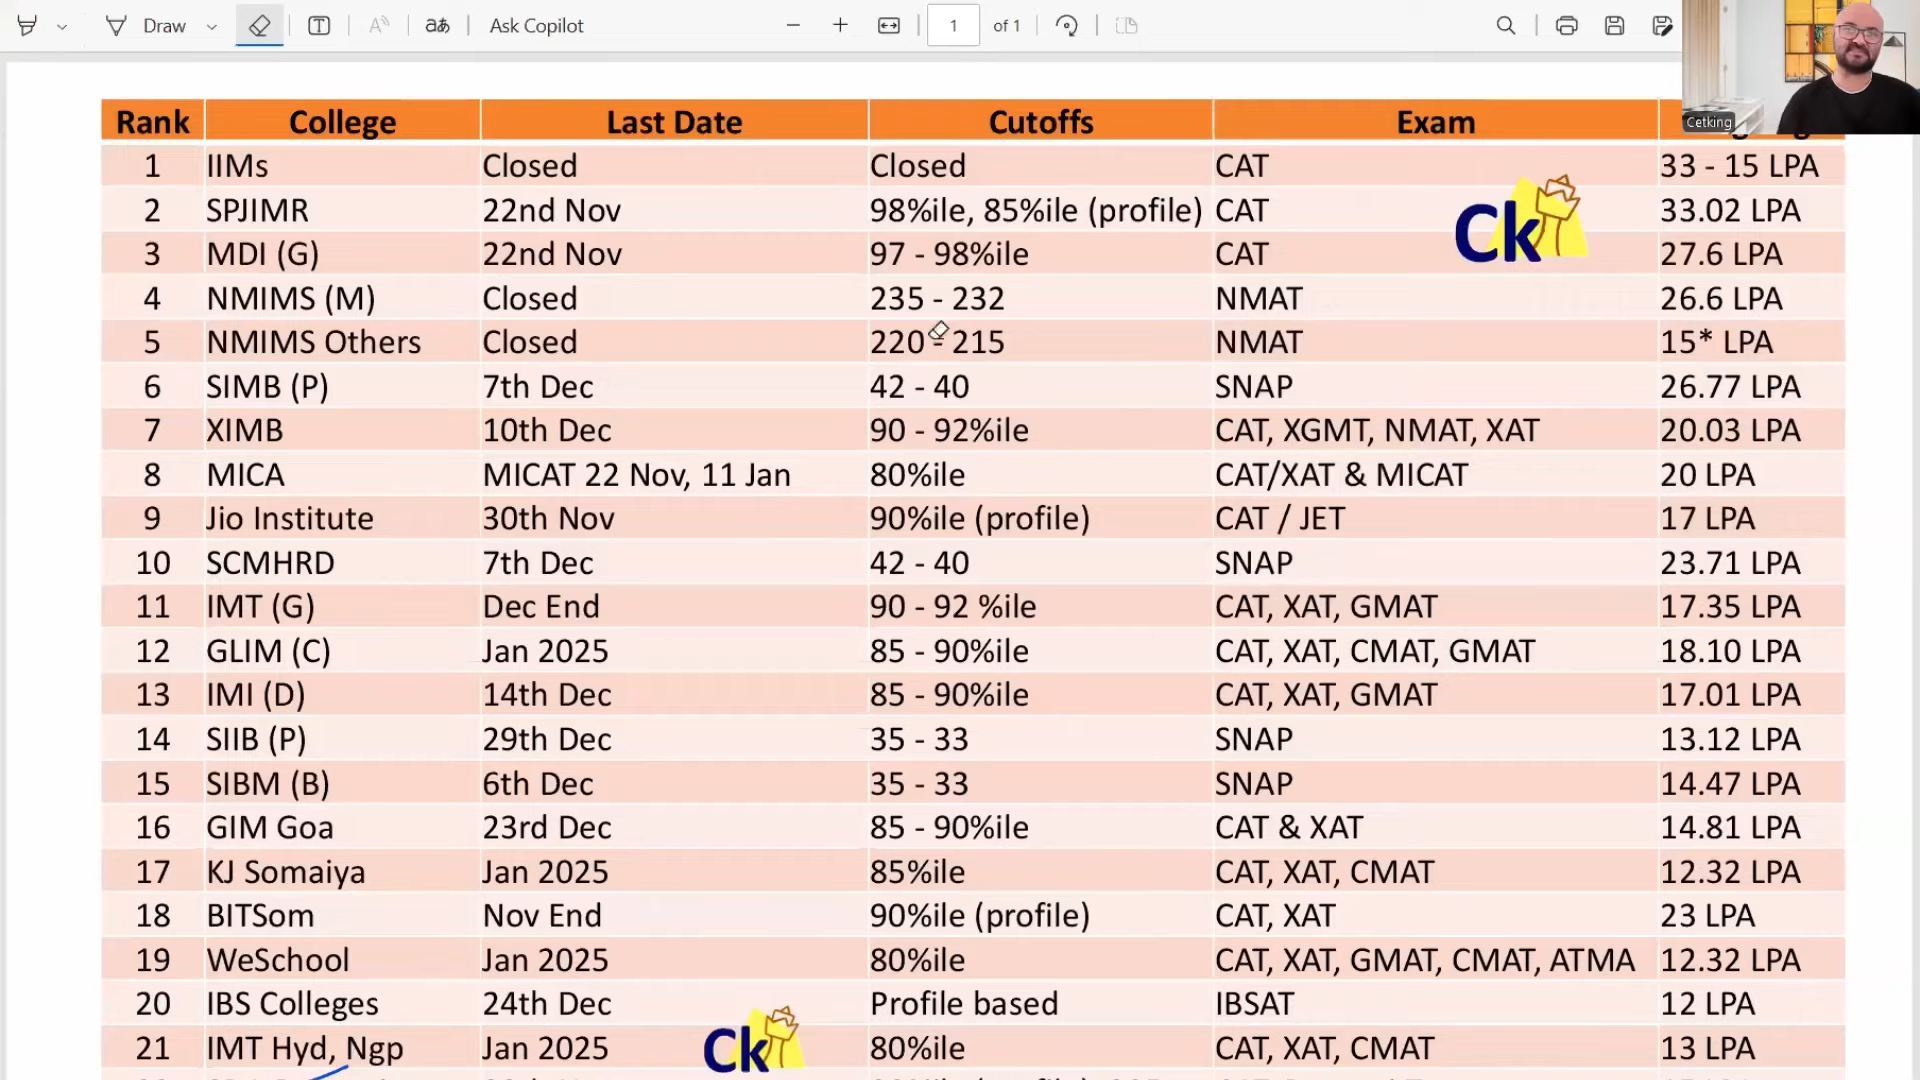 Draw aあ Ask Copilot 1 of 1
Cetking
Rank College Last Date Cutoffs Exam
1 IIMs Closed Closed CAT 33 - 15 LPA
2 SPJIMR 22nd Nov 98%ile, 85%ile (profile) CAT 33.02 LPA
3 MDI (G) 22nd Nov 97 - 98%ile CAT 27.6 LPA
4 NMIMS (M) Closed 235 - 232 NMAT 26.6 LPA
5 NMIMS Others Closed 220 - 215 NMAT 15* LPA
6 SIMB (P) 7th Dec 42 - 40 SNAP 26.77 LPA
7 XIMB 10th Dec 90 - 92%ile CAT, XGMT, NMAT, XAT 20.03 LPA
8 MICA MICAT 22 Nov, 11 Jan 80%ile CAT/XAT & MICAT 20 LPA
9 Jio Institute 30th Nov 90%ile (profile) CAT / JET 17 LPA
10 SCMHRD 7th Dec 42 - 40 SNAP 23.71 LPA
11 IMT (G) Dec End 90 - 92 %ile CAT, XAT, GMAT 17.35 LPA
12 GLIM (C) Jan 2025 85 - 90%ile CAT, XAT, CMAT, GMAT 18.10 LPA
13 IMI (D) 14th Dec 85 - 90%ile CAT, XAT, GMAT 17.01 LPA
14 SIIB (P) 29th Dec 35 - 33 SNAP 13.12 LPA
15 SIBM (B) 6th Dec 35 - 33 SNAP 14.47 LPA
16 GIM Goa 23rd Dec 85 - 90%ile CAT & XAT 14.81 LPA
17 KJ Somaiya Jan 2025 85%ile CAT, XAT, CMAT 12.32 LPA
18 BITSom Nov End 90%ile (profile) CAT, XAT 23 LPA
19 WeSchool Jan 2025 80%ile CAT, XAT, GMAT, CMAT, ATMA 12.32 LPA
20 IBS Colleges 24th Dec Profile based IBSAT 12 LPA
21 IMT Hyd, Ngp Jan 2025 80%ile CAT, XAT, CMAT 13 LPA
Ck
Ck